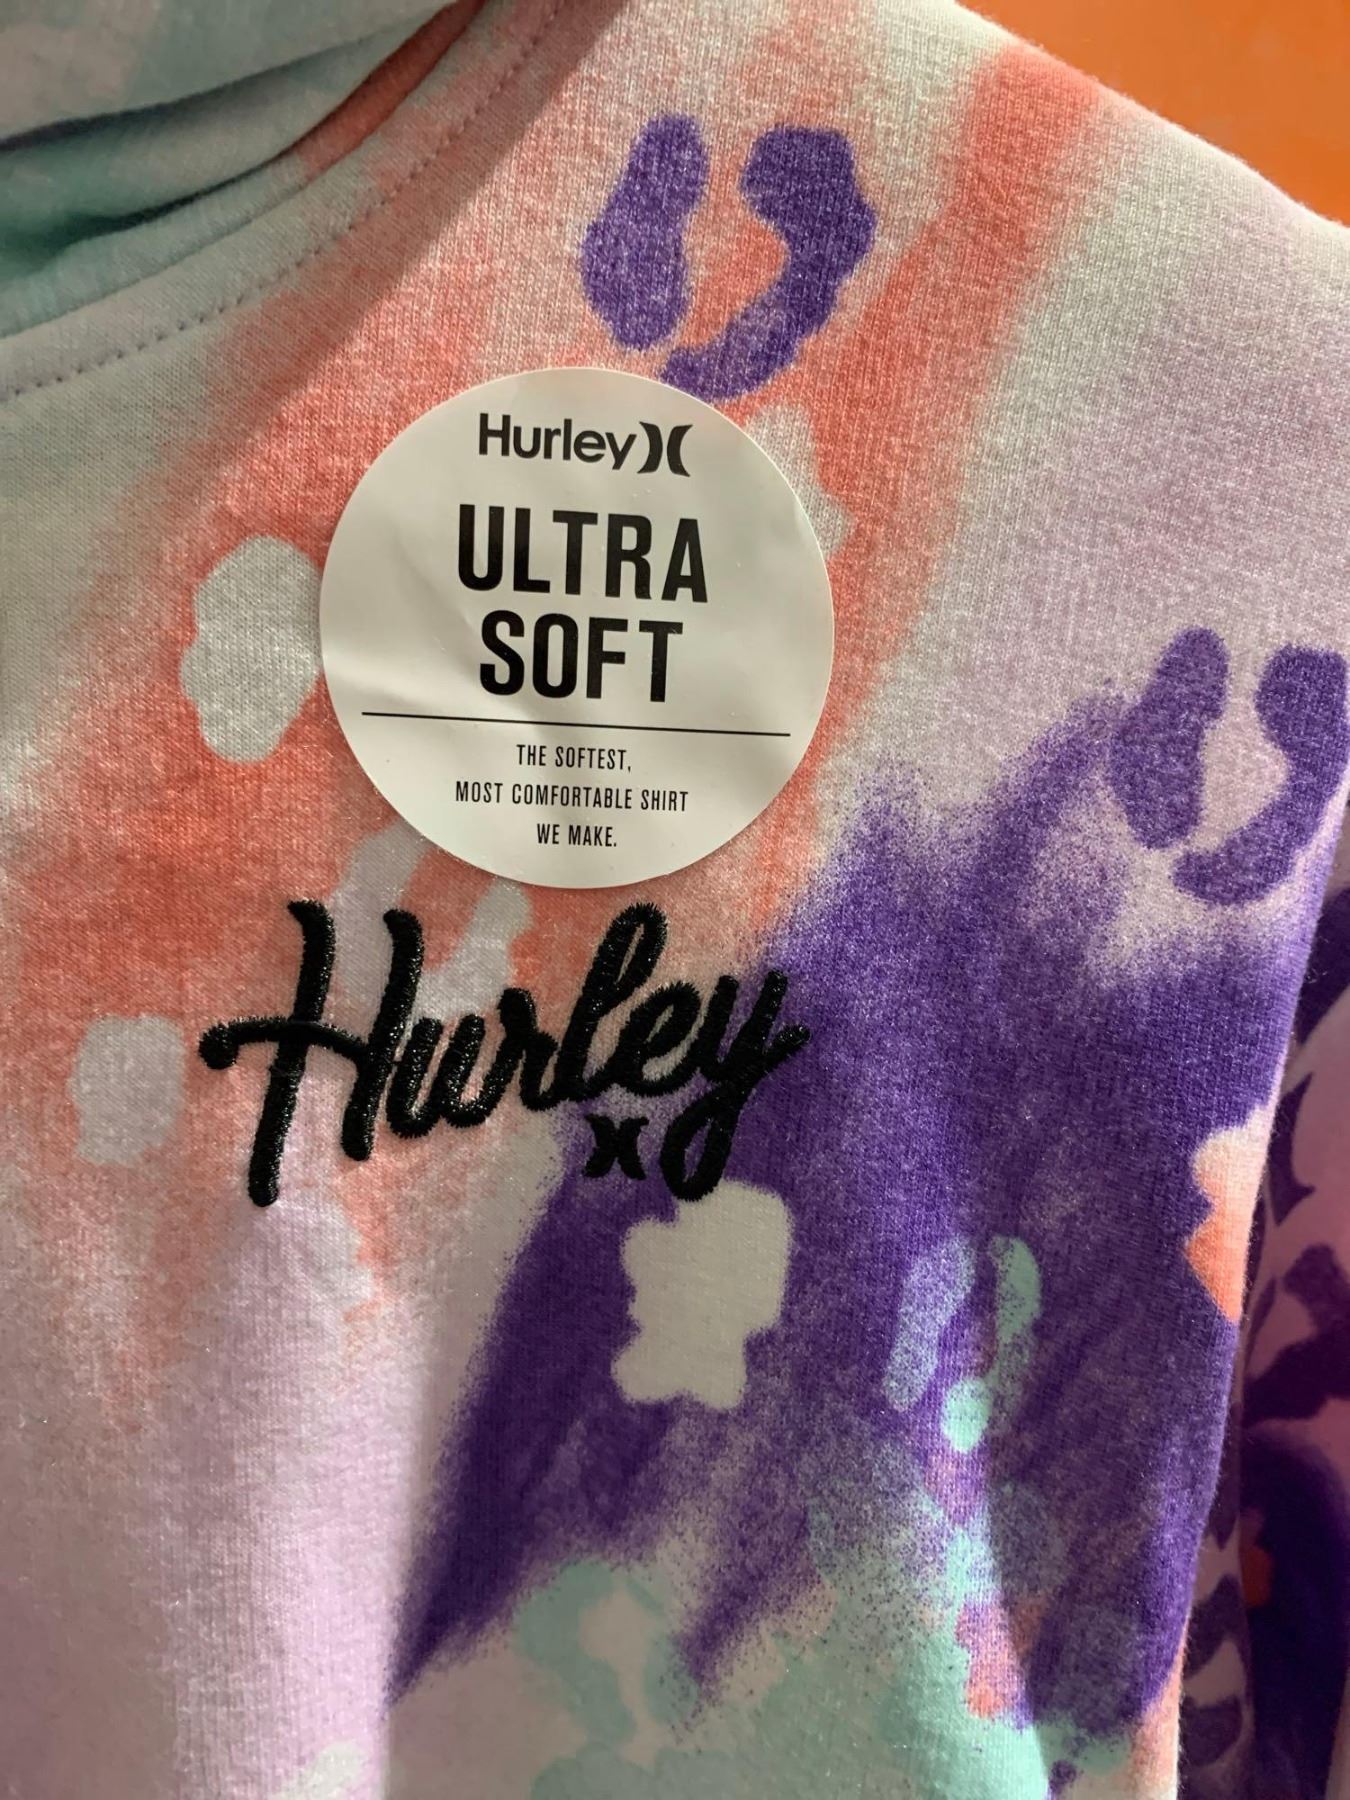 Hurley
ULTRA
SOFT
THE SOFTEST,
MOST COMFORTABLE SHIRT
WE MAKE.
Hurley